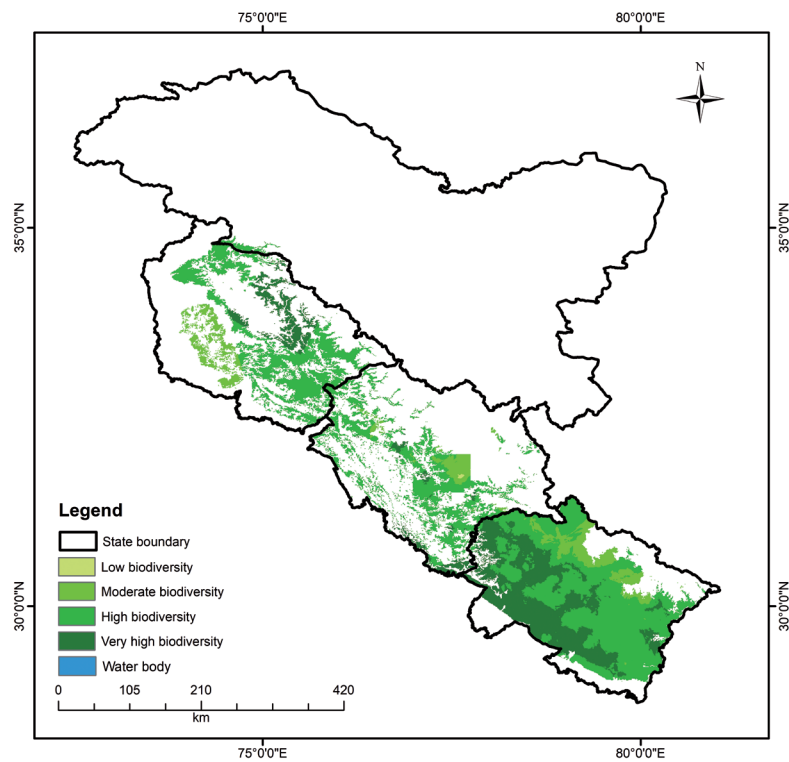 75°0'0"E 80°0'0"E
N
35°0'0"N 35°0'0"N
Legend
State boundary
Low biodiversity
Moderate biodiversity
High biodiversity
Very high biodiversity
Water body
30°0'0"N 30°0'0"N
0 105 210 420
km
75°0'0"E 80°0'0"E